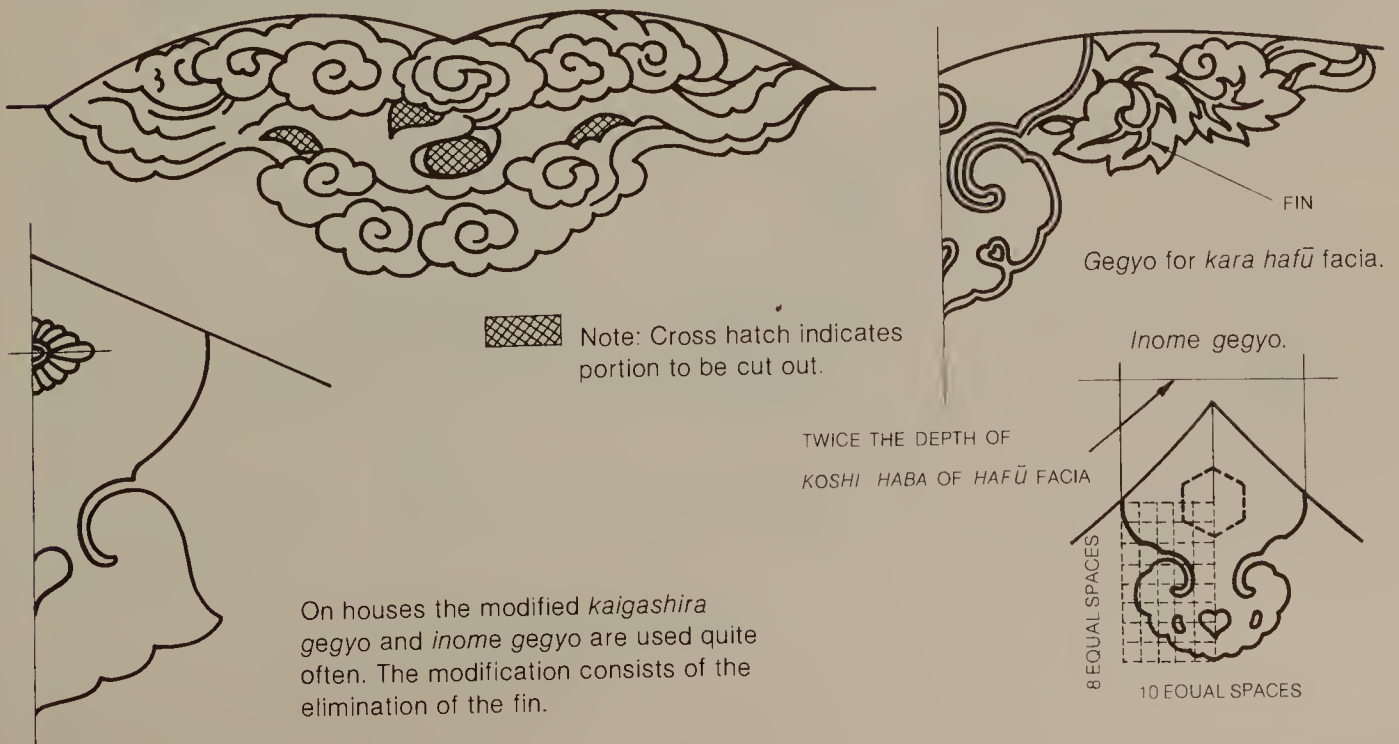 FIN
Gegyo for kara hafū facia.
Note: Cross hatch indicates
portion to be cut out.
Inome gegyo.
TWICE THE DEPTH OF
KOSHI HABA OF HAFŪ FACIA
8 EQUAL SPACES
10 EQUAL SPACES
On houses the modified kaigashira
gegyo and inome gegyo are used quite
often. The modification consists of the
elimination of the fin.